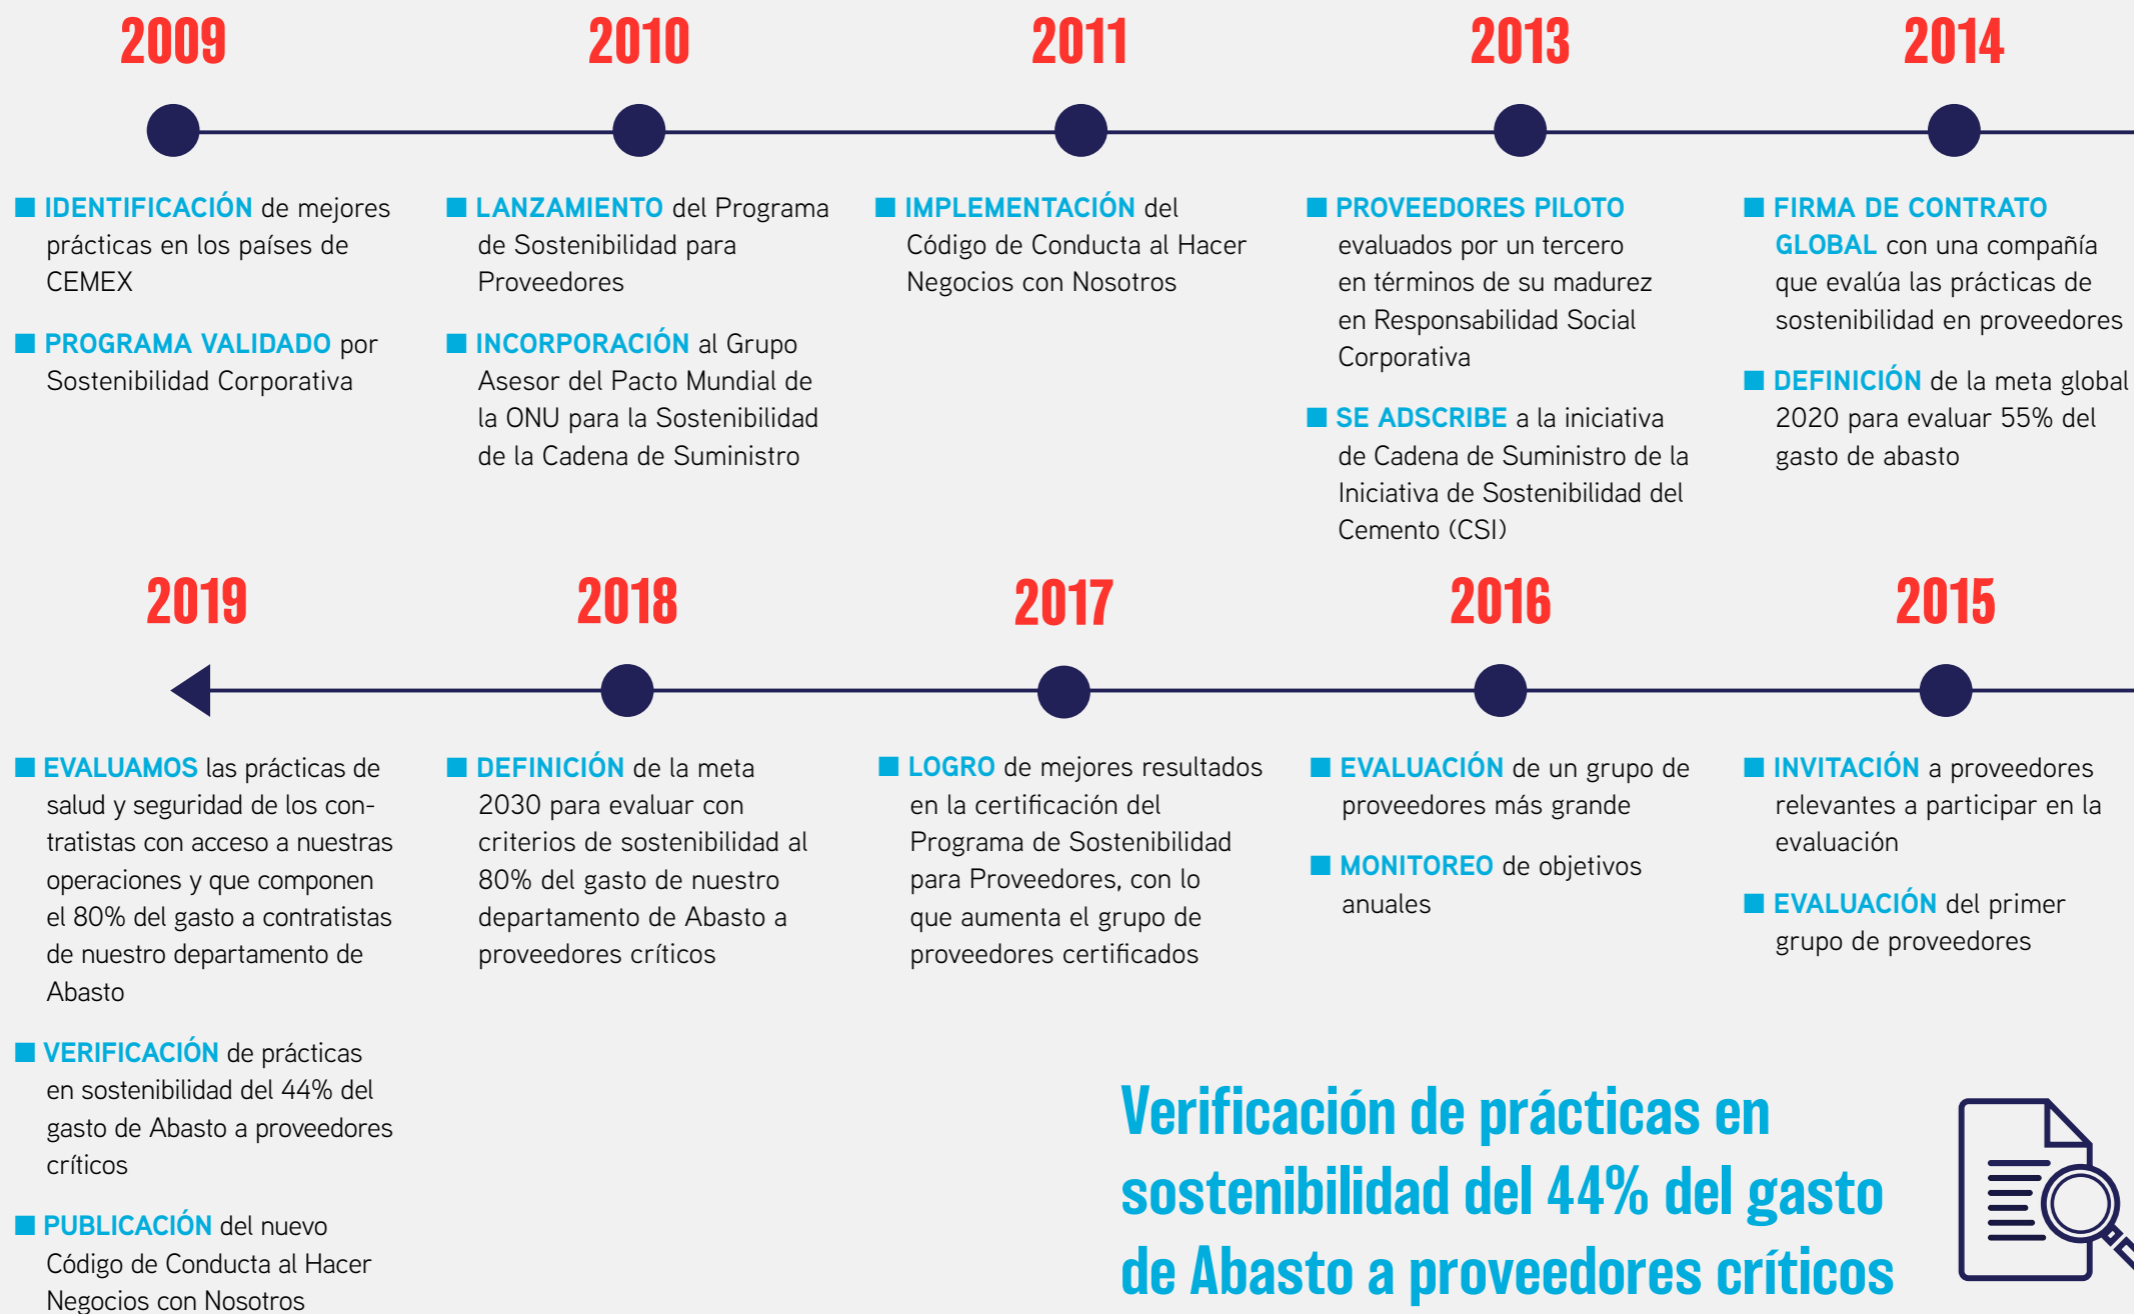 2009
IDENTIFICACIÓN de mejores
prácticas en los países de
CEMEX
PROGRAMA VALIDADO por
Sostenibilidad Corporativa
2010
LANZAMIENTO del Programa
de Sostenibilidad para
Proveedores
INCORPORACIÓN al Grupo
Asesor del Pacto Mundial de
la ONU para la Sostenibilidad
de la Cadena de Suministro
2011
IMPLEMENTACIÓN del
Código de Conducta al Hacer
Negocios con Nosotros
2013
PROVEEDORES PILOTO
evaluados por un tercero
en términos de su madurez
en Responsabilidad Social
Corporativa
SE ADSCRIBE a la iniciativa
de Cadena de Suministro de la
Iniciativa de Sostenibilidad del
Cemento (CSI)
2014
FIRMA DE CONTRATO
GLOBAL con una compañía
que evalúa las prácticas de
sostenibilidad en proveedores
DEFINICIÓN de la meta global
2020 para evaluar 55% del
gasto de abasto
2015
INVITACIÓN a proveedores
relevantes a participar en la
evaluación
EVALUACIÓN del primer
grupo de proveedores
2016
EVALUACIÓN de un grupo de
proveedores más grande
MONITOREO de objetivos
anuales
2017
LOGRO de mejores resultados
en la certificación del
Programa de Sostenibilidad
para Proveedores, con lo
que aumenta el grupo de
proveedores certificados
2018
DEFINICIÓN de la meta
2030 para evaluar con
criterios de sostenibilidad al
80% del gasto de nuestro
departamento de Abasto a
proveedores críticos
2019
EVALUAMOS las prácticas de
salud y seguridad de los con-
tratistas con acceso a nuestras
operaciones y que componen
el 80% del gasto a contratistas
de nuestro departamento de
Abasto
VERIFICACIÓN de prácticas
en sostenibilidad del 44% del
gasto de Abasto a proveedores
críticos
PUBLICACIÓN del nuevo
Código de Conducta al Hacer
Negocios con Nosotros
Verificación de prácticas en
sostenibilidad del 44% del gasto
de Abasto a proveedores críticos